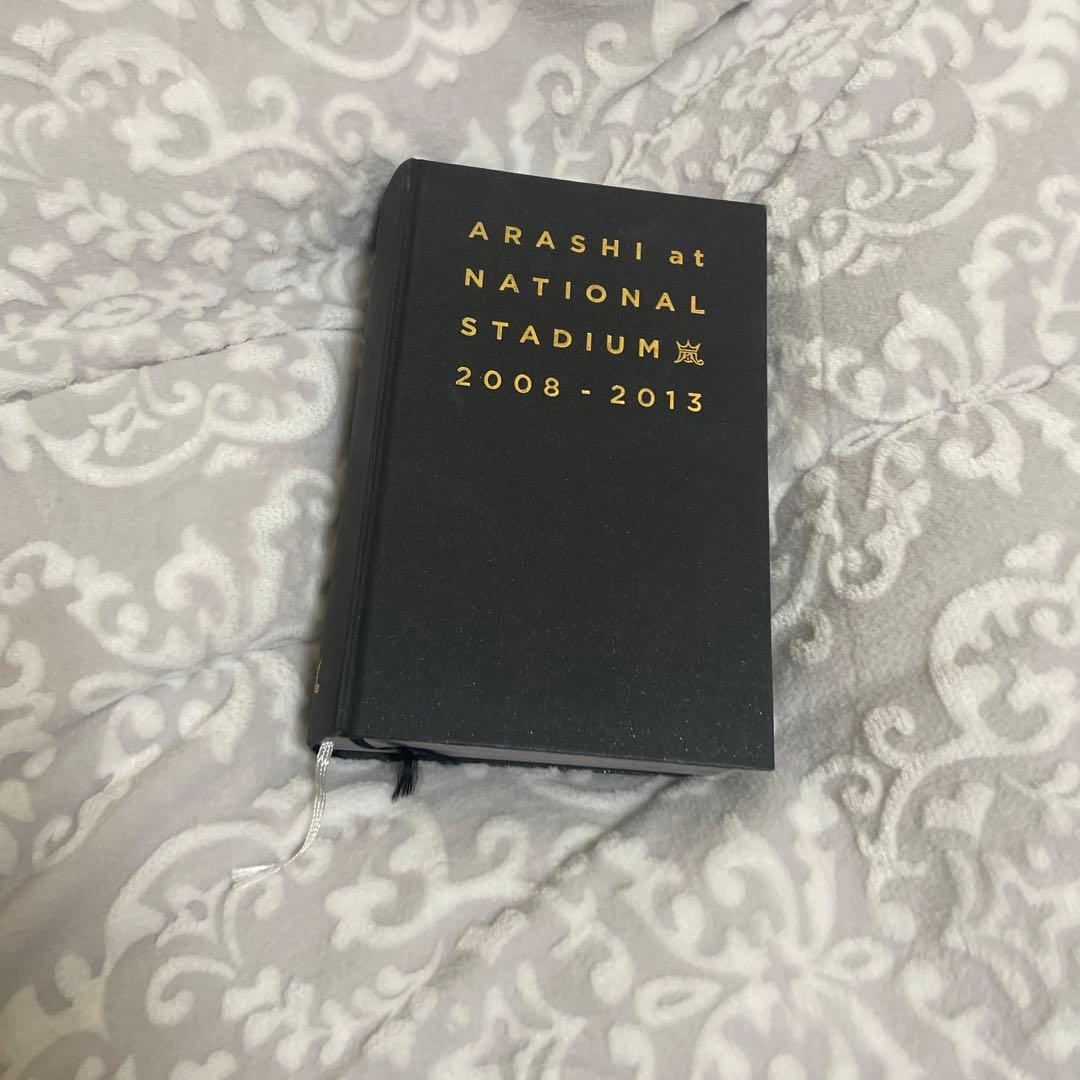 ARASHI at
NATIONAL
STADIUM 嵐
2008 - 2013